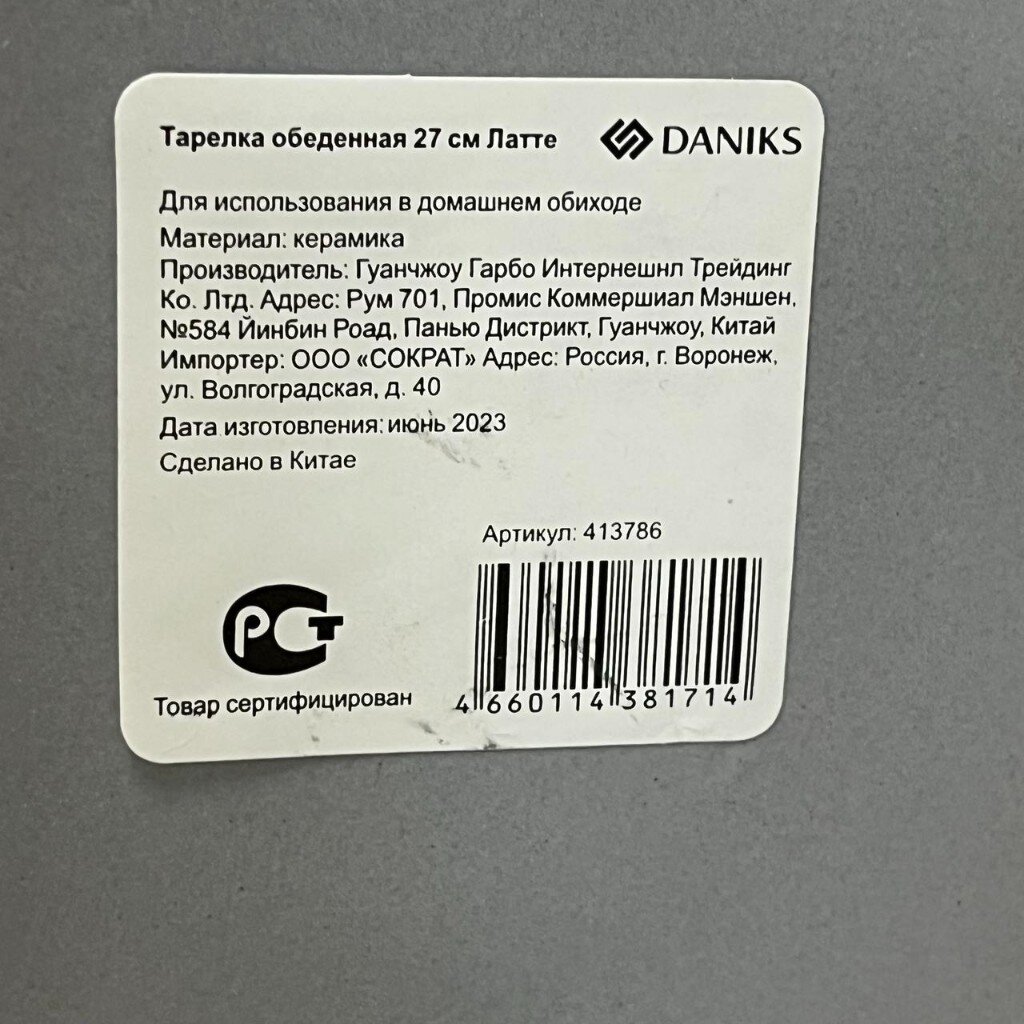 Тарелка обеденная 27 см Латте
DANIKS
Для использования в домашнем обиходе
Материал: керамика
Производитель: Гуанчжоу Гарбо Интернешнл Трейдинг
Ко. Лтд. Адрес: Рум 701, Промис Коммершиал Мэншен,
№584 Йинбин Роад, Панью Дистрикт, Гуанчжоу, Китай
Импортер: ООО «СОКРАТ» Адрес: Россия, г. Воронеж,
ул. Волгоградская, д. 40
Дата изготовления: июнь 2023
Сделано в Китае
Артикул: 413786
РСТ
Товар сертифицирован
4 660114 381714